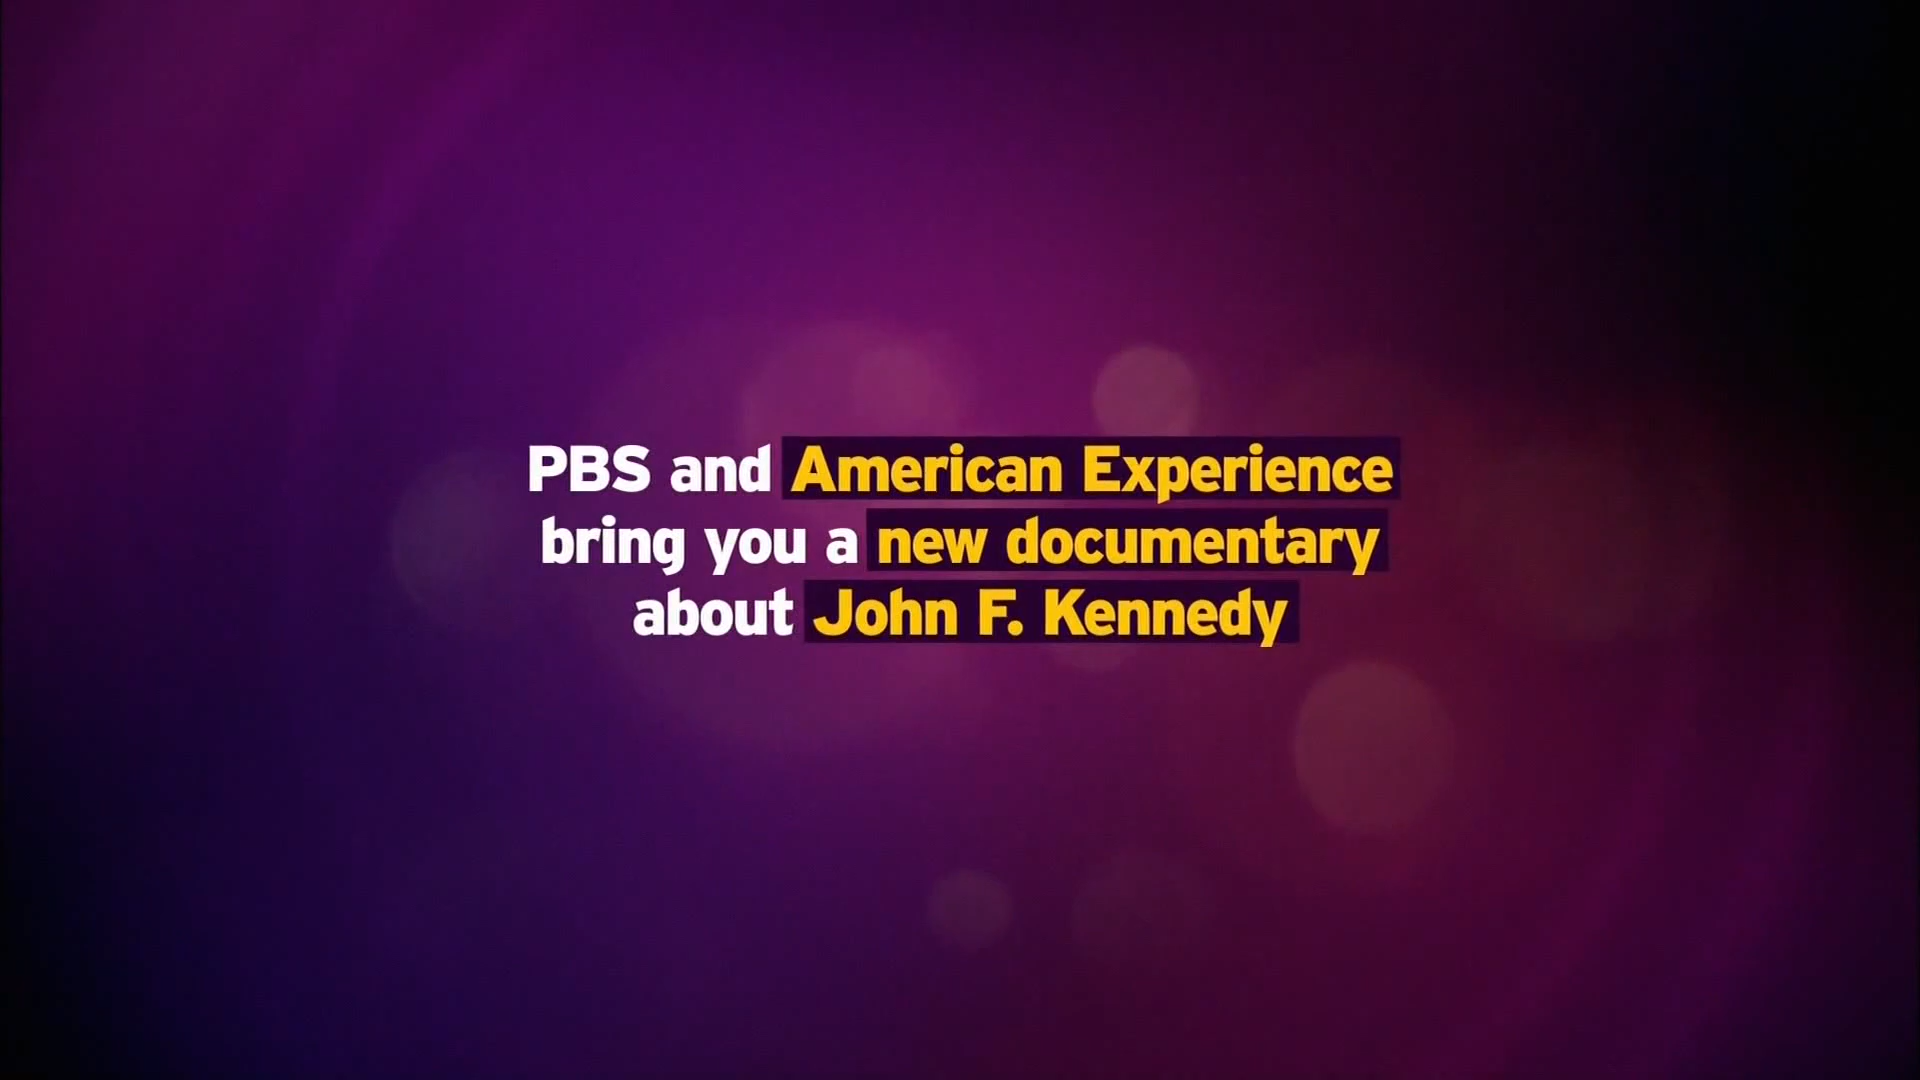 PBS and American Experience
bring you a new documentary
about John F. Kennedy